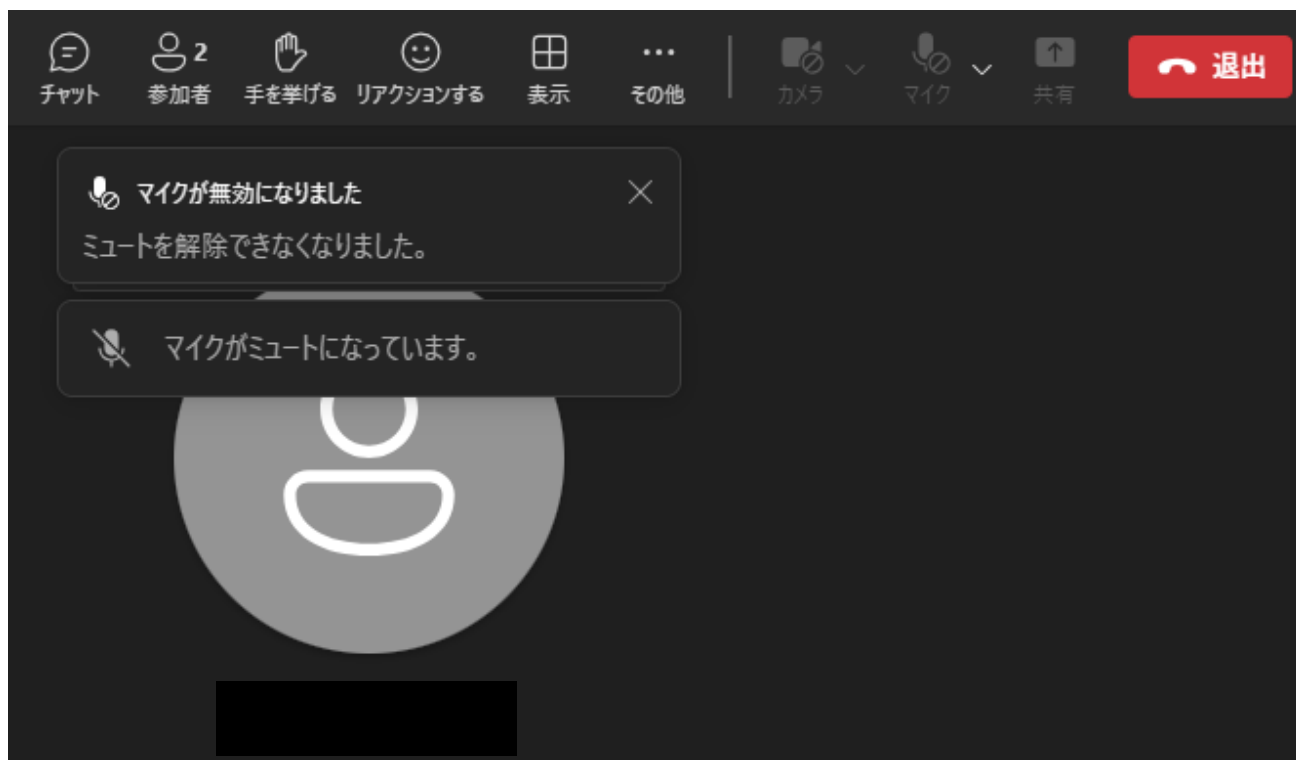 2
退出
チャット 参加者 手を挙げる リアクションする 表示 その他 カメラ マイク 共有
マイクが無効になりました
ミュートを解除できなくなりました。
マイクがミュートになっています。